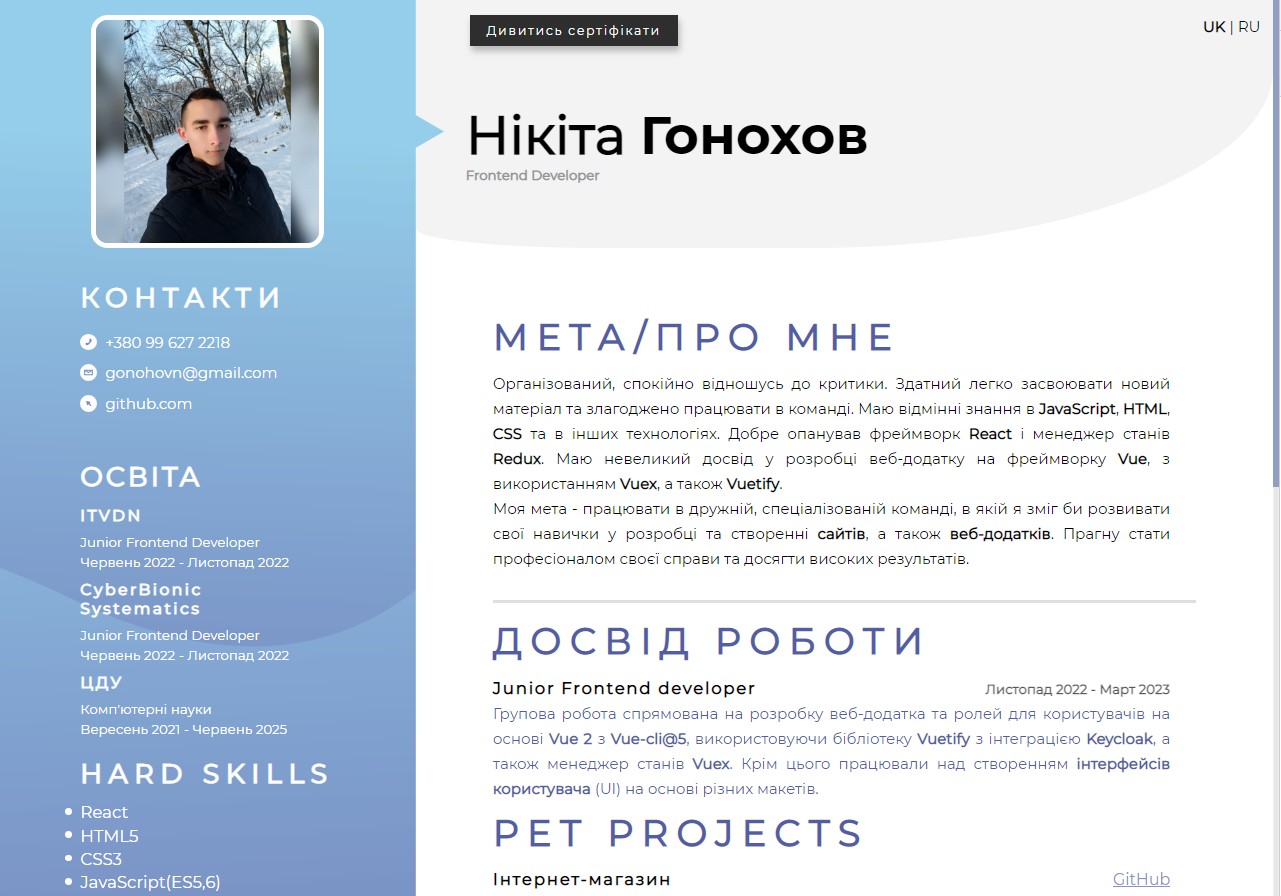 Дивитись сертіфікати
UK | RU
Нікіта Гонохов
Frontend Developer
КОНТАКТИ
+380 99 627 2218
gonohovn@gmail.com
github.com
ОСВІТА
ITVDN
Junior Frontend Developer
Червень 2022 - Листопад 2022
CyberBionic
Systematics
Junior Frontend Developer
Червень 2022 - Листопад 2022
ЦДУ
Комп'ютерні науки
Вересень 2021 - Червень 2025
HARD SKILLS
React
HTML5
CSS3
JavaScript(ES5,6)
МЕТА/ПРО МНЕ
Організований, спокійно відношусь до критики. Здатний легко засвоювати новий
матеріал та злагоджено працювати в команді. Маю відмінні знання в JavaScript, HTML,
CSS та в інших технологіях. Добре опанував фреймворк React і менеджер станів
Redux. Маю невеликий досвід у розробці веб-додатку на фреймворку Vue, з
використанням Vuex, а також Vuetify.
Моя мета - працювати в дружній, спеціалізованій команді, в якій я зміг би розвивати
свої навички у розробці та створенні сайтів, а також веб-додатків. Прагну стати
професіоналом своєї справи та досягти високих результатів.
ДОСВІД РОБОТИ
Junior Frontend developer
Листопад 2022 - Март 2023
Групова робота спрямована на розробку веб-додатка та ролей для користувачів на
основі Vue 2 з Vue-cli@5, використовуючи бібліотеку Vuetify з інтеграцією Keycloak, а
також менеджер станів Vuex. Крім цього працювали над створенням інтерфейсів
користувача (UI) на основі різних макетів.
PET PROJECTS
Інтернет-магазин
GitHub